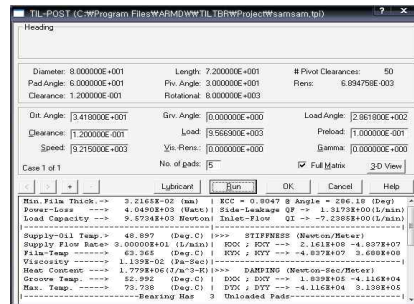 TIL-POST (C:₩Program Files₩ARMD₩₩TILTBR₩Project₩samsam.tpl)
Heading
Diameter: 8.000000E+001 Length: 7.200000E+001 # Pivot Clearances: 50
Pad Angle: 6.000000E+001 Piv. Angle: 3.000000E+001 Rens: 6.894758E-003
Clearance: 1.200000E-001 Rotational: 8.000000E+003
Ort. Angle: 3.418000E+001 Grv. Angle: 0.000000E+000 Load Angle: 2.861800E+002
Clearance: 1.200000E-001 Load: 9.566900E+003 Preload: 1.000000E-001
Speed: 9.215000E+003 Vis. Rens.: 0.000000E+000 Gamma: 0.000000E+000
Case 1 of 1 No. of pads: 5 Full Matrix 3-D View
< > + - Lubricant Run OK Cancel Help
Min.Film Thick.-> 3.2165E-02 (mm) | ECC = 0.8047 @ Angle = 286.18 (Deg)
Power-Loss ----> 4.0490E+03 (Watt)| Side-Leakage QF -> 1.3173E+00(L/min)
Load Capacity --> 9.5734E+03 Newton| Inlet-Flow QI -> -7.2385E+00(L/min)
Supply-Oil Temp.> 48.897 (Deg.C) |>>> STIFFNESS (Newton/Meter)
Supply Flow Rate> 3.00000E+01 (L/min)| KXX ; KXY --> 2.161E+08 -4.837E+07
Film-Temp -----> 63.365 (Deg.C) | KYX ; KYY --> -4.837E+07 3.688E+08
Viscosity -----> 1.139E-02 (Pa-Sec)|
Heat Content ---> 1.779E+06(J/m^3-K)|>>> DAMPING (Newton-Sec/Meter)
Groove Temp. ---> 52.992 (Deg.C) | DXX ; DXY --> 1.839E+05 -4.116E+04
Max. Temp. ---> 73.738 (Deg.C) | DYX ; DYY --> -4.116E+04 3.138E+05
Bearing Has 3 Unloaded Pads